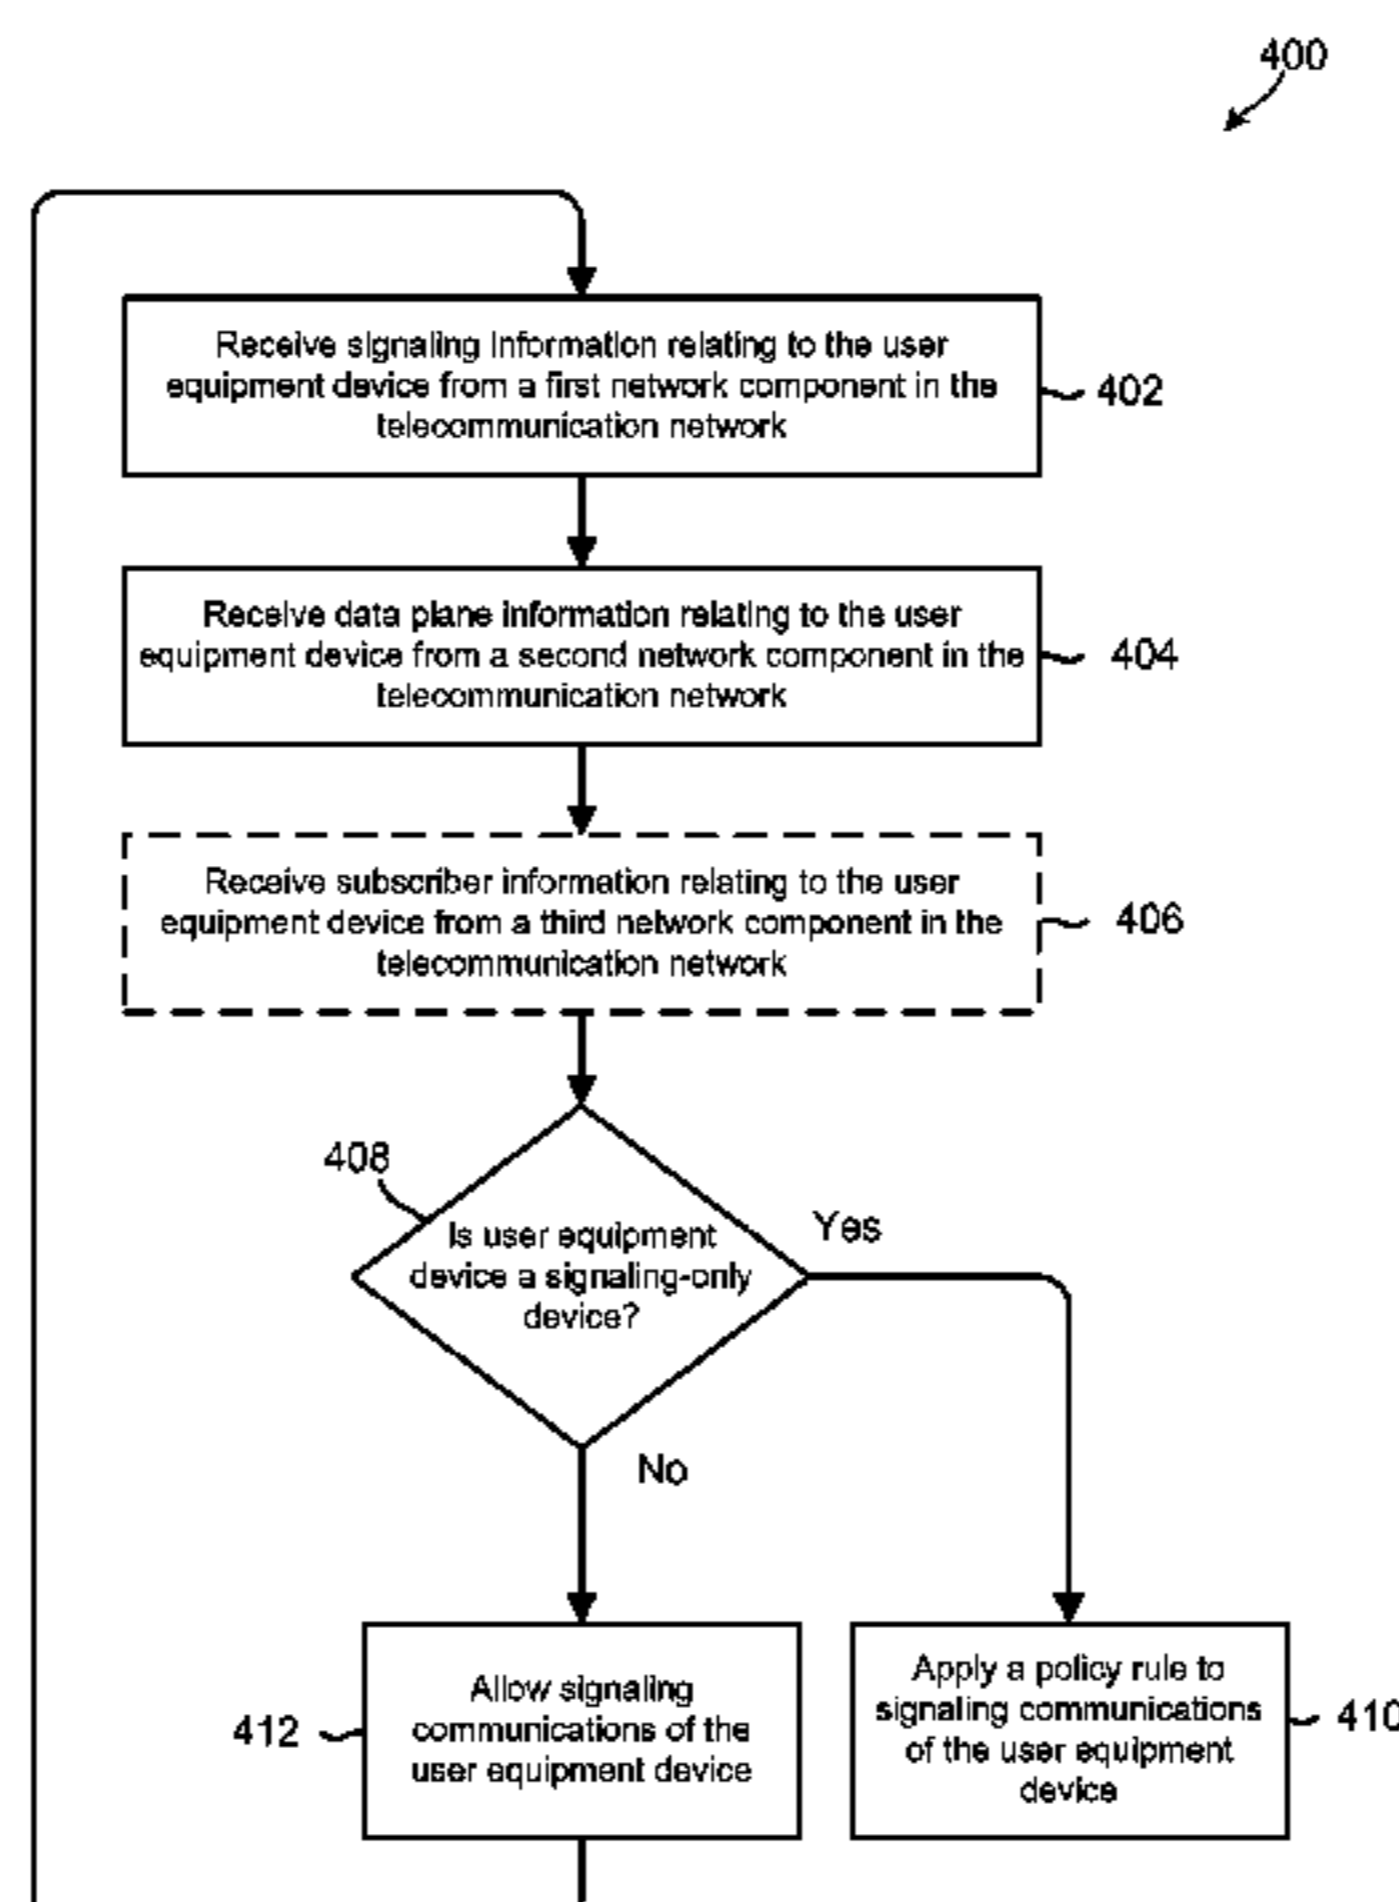 400
Receive signaling information relating to the user
equipment device from a first network component in the
telecommunication network
402
Receive data plane information relating to the user
equipment device from a second network component in the
telecommunication network
404
Receive subscriber information relating to the user
equipment device from a third network component in the
telecommunication network
406
408
Is user equipment
device a signaling-only
device?
Yes
No
Allow signaling
communications of the
user equipment device
412
Apply a policy rule to
signaling communications
of the user equipment
device
410